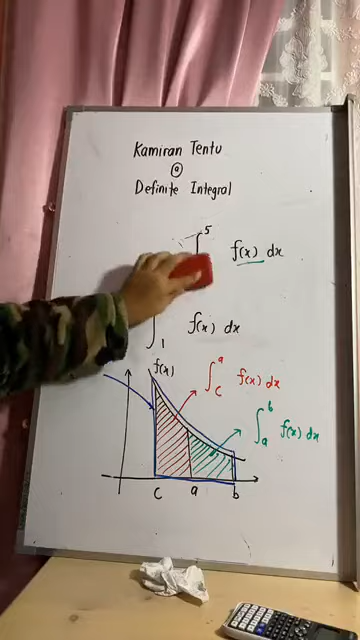 Kamiran Tentu
@
Definite Integral
5
f(x) dx
∫ 1 f(x) dx
f(x)
∫ c a f(x) dx
∫ a b f(x) dx
c a b